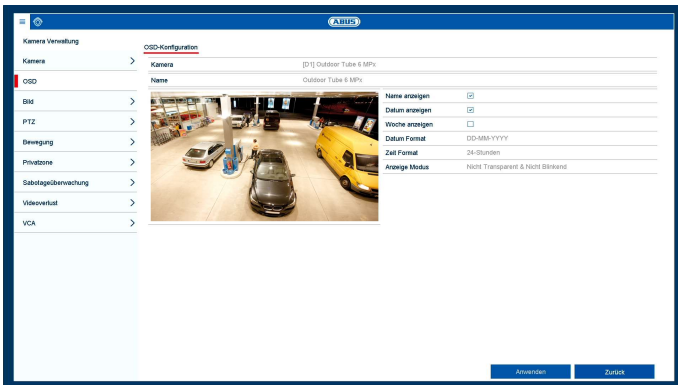 ABUS
Kamera Verwaltung
OSD-Konfiguration
Kamera
Kamera [D1] Outdoor Tube 6 MPx
OSD
Name Outdoor Tube 6 MPx
Bild
Name anzeigen
Datum anzeigen
PTZ
Woche anzeigen
Bewegung
Datum Format DD-MM-YYYY
Zeit Format 24-Stunden
Privatzone
Anzeige Modus Nicht Transparent & Nicht Blinkend
Sabotageüberwachung
Videoverlust
VCA
Anwenden Zurück